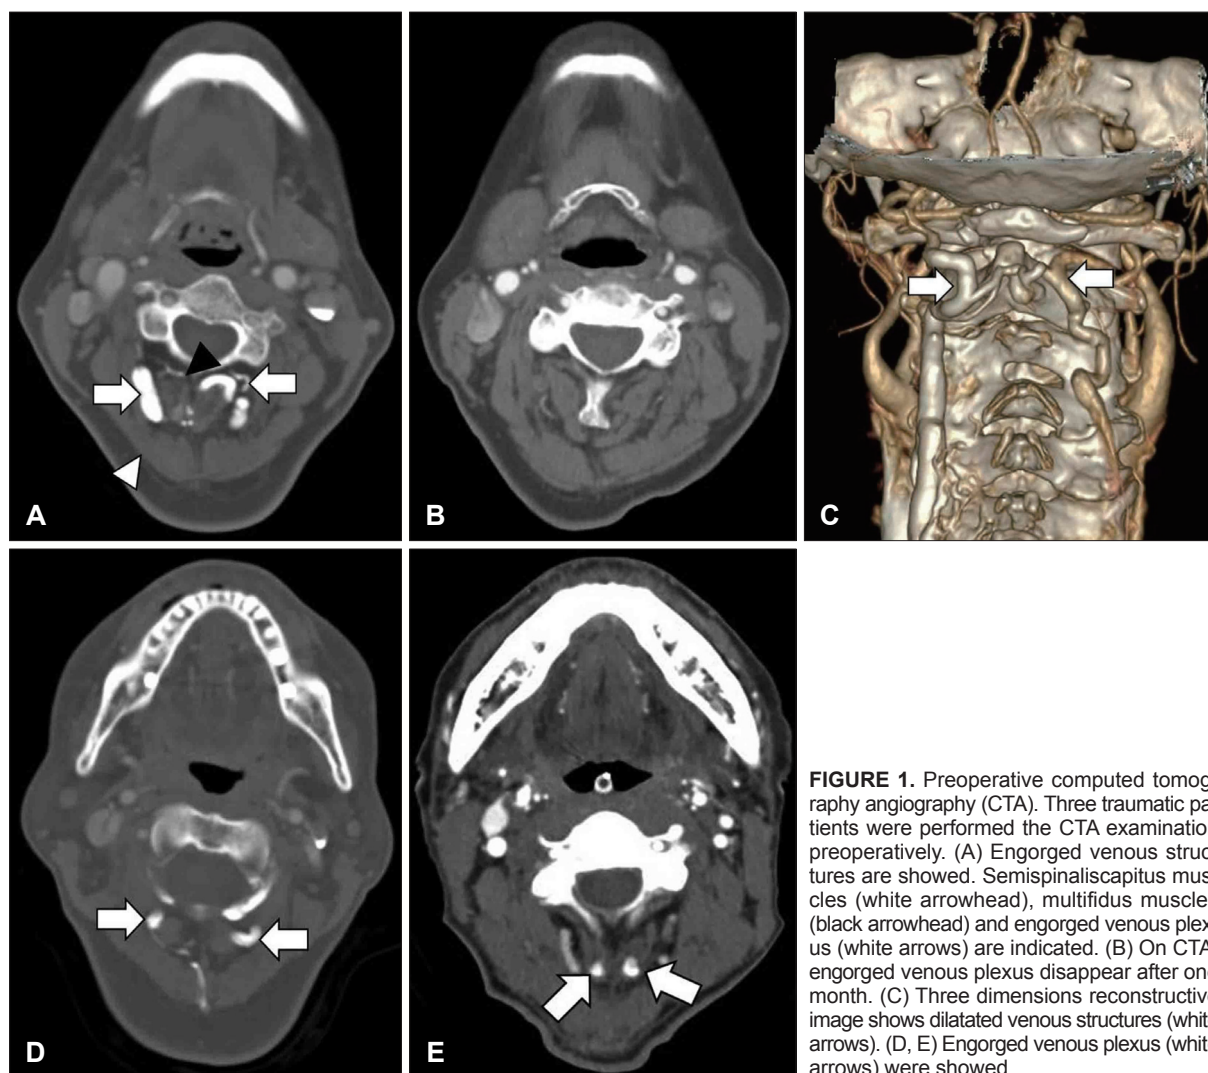 A
B
C
D
E
FIGURE 1. Preoperative computed tomog-
raphy angiography (CTA). Three traumatic pa-
tients were performed the CTA examination
preoperatively. (A) Engorged venous struc-
tures are showed. Semispinaliscapitus mus-
cles (white arrowhead), multifidus muscle
(black arrowhead) and engorged venous plex-
us (white arrows) are indicated. (B) On CTA,
engorged venous plexus disappear after one
month. (C) Three dimensions reconstructive
image shows dilatated venous structures (white
arrows). (D, E) Engorged venous plexus (white
arrows) were showed